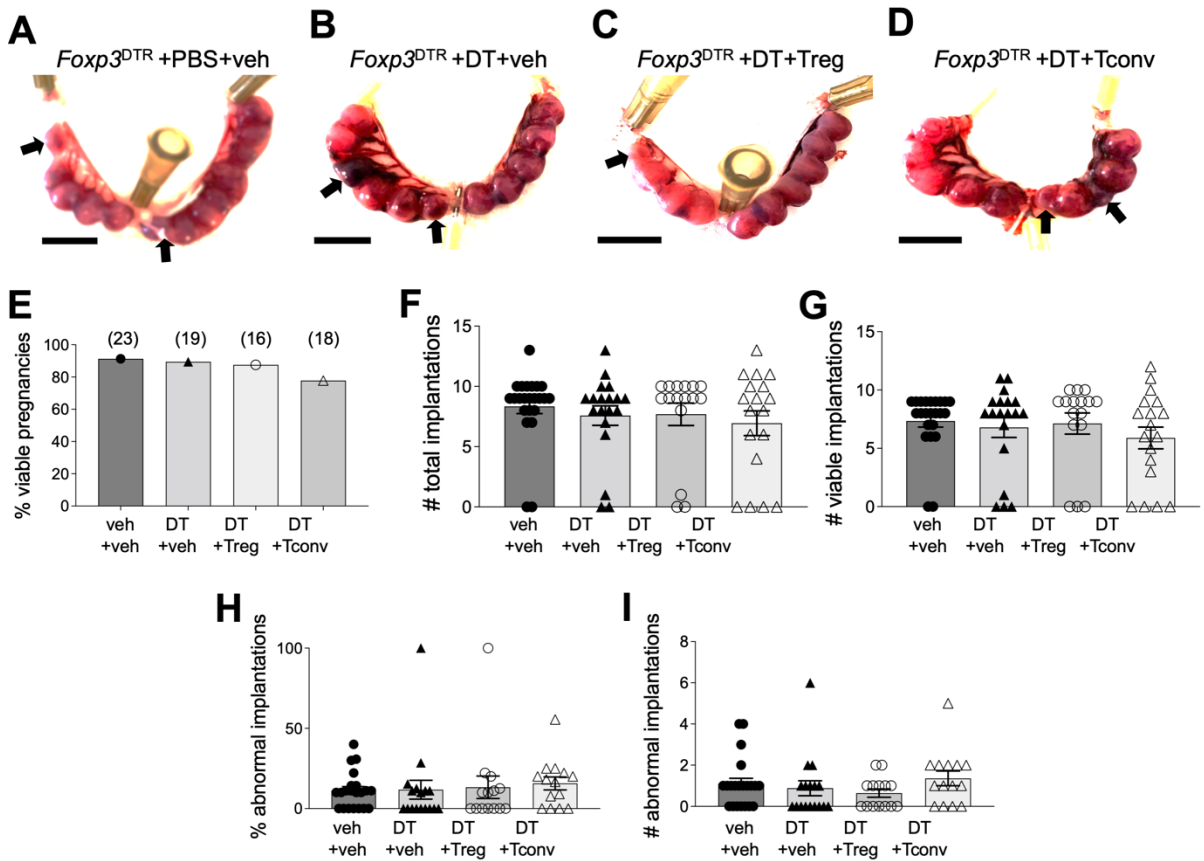 A
Foxp3DTR +PBS+veh
B
Foxp3DTR +DT+veh
C
Foxp3DTR +DT+Treg
D
Foxp3DTR +DT+Tconv
E
% viable pregnancies
100
80
60
40
20
0
(23) (19) (16) (18)
veh DT DT DT
+veh +veh +Treg +Tconv
F
# total implantations
15
10
5
0
veh DT DT DT
+veh +veh +Treg +Tconv
G
# viable implantations
15
10
5
0
veh DT DT DT
+veh +veh +Treg +Tconv
H
% abnormal implantations
100
50
0
veh DT DT DT
+veh +veh +Treg +Tconv
I
# abnormal implantations
8
6
4
2
0
veh DT DT DT
+veh +veh +Treg +Tconv